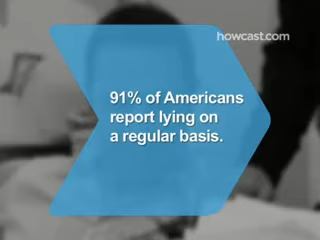 howcast.com
91% of Americans
report lying on
a regular basis.